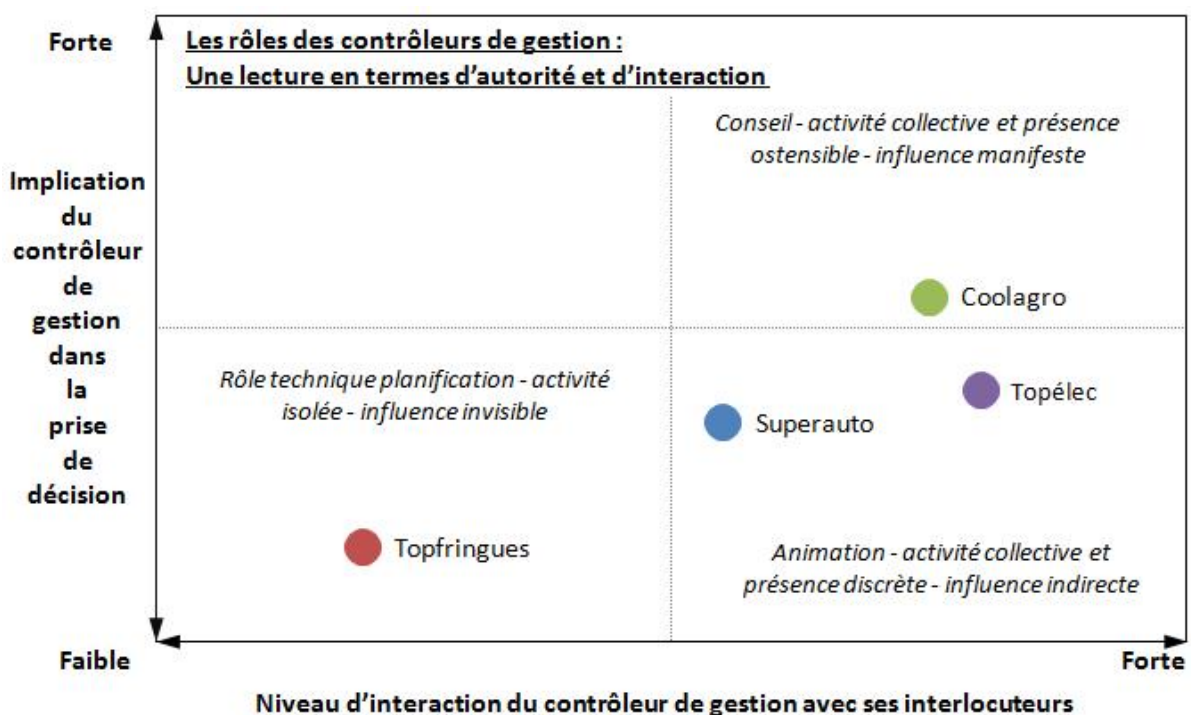 Forte
Les rôles des contrôleurs de gestion :
Une lecture en termes d'autorité et d'interaction
Conseil - activité collective et présence
ostensible - influence manifeste
Implication
du
contrôleur
de
gestion
dans
la
prise
de
décision
Coolagro
Rôle technique planification - activité
isolée - influence invisible
Topélec
Superauto
Topfringues
Animation - activité collective et
présence discrète - influence indirecte
Faible
Forte
Niveau d'interaction du contrôleur de gestion avec ses interlocuteurs